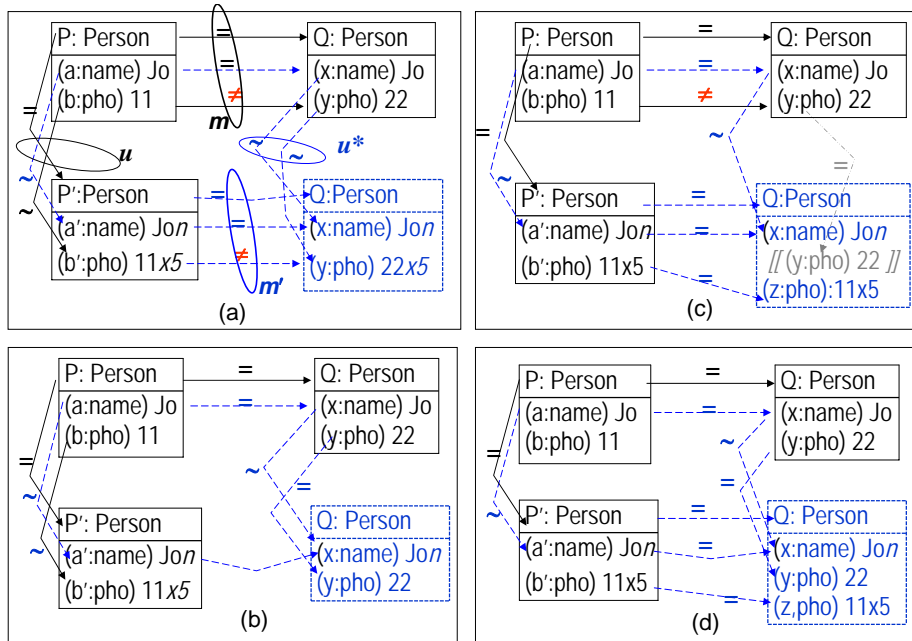 P: Person
(a:name) Jo
(b:pho) 11
=
=
≠
m
Q: Person
(x:name) Jo
(y:pho) 22
=
u
~
~
~
~
u*
P':Person
(a':name) Jon
(b':pho) 11x5
=
=
≠
m'
Q:Person
(x:name) Jon
(y:pho) 22x5
(a)
P: Person
(a:name) Jo
(b:pho) 11
=
=
≠
Q: Person
(x:name) Jo
(y:pho) 22
=
~
~
=
P': Person
(a':name) Jon
(b':pho) 11x5
=
=
=
Q:Person
(x:name) Jon
[[ (y:pho) 22 ]]
(z:pho):11x5
(c)
P: Person
(a:name) Jo
(b:pho) 11
=
=
Q: Person
(x:name) Jo
(y:pho) 22
=
~
~
~
=
P': Person
(a':name) Jon
(b':pho) 11x5
Q: Person
(x:name) Jon
(y:pho) 22
(b)
P: Person
(a:name) Jo
(b:pho) 11
=
=
Q: Person
(x:name) Jo
(y:pho) 22
=
~
~
=
P': Person
(a':name) Jon
(b':pho) 11x5
=
=
=
Q: Person
(x:name) Jon
(y:pho) 22
(z,pho) 11x5
(d)